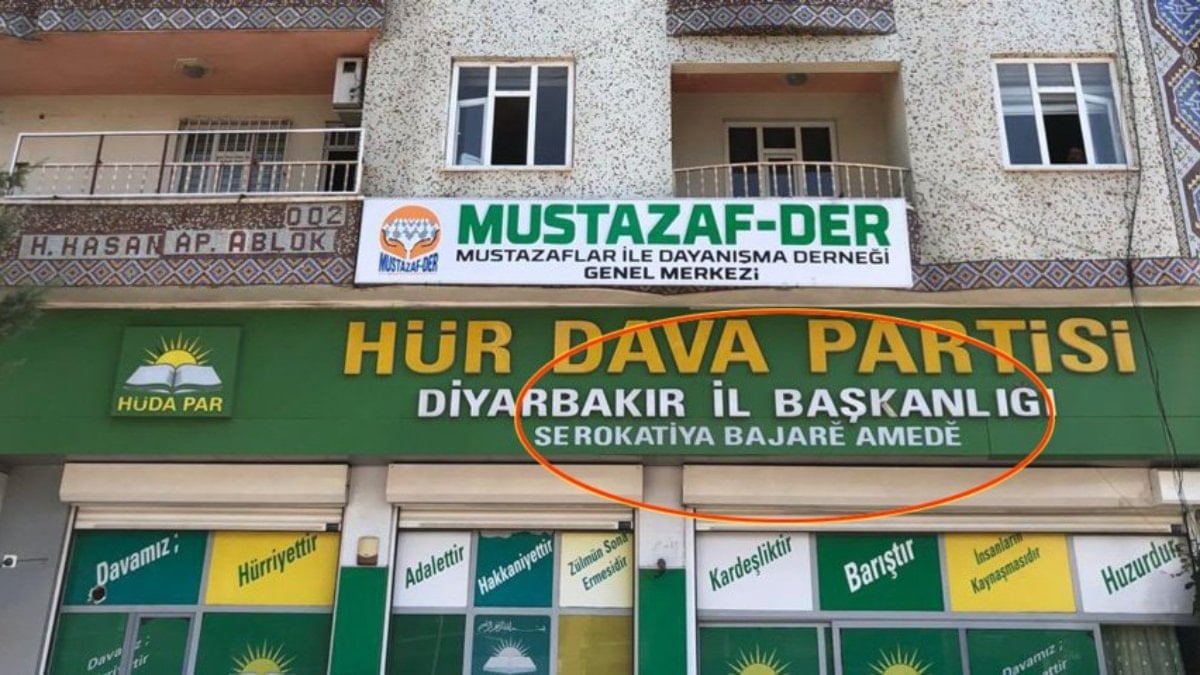 002
H. HASAN AP. ABLOK
MUSTAZAF-DER
MUSTAZAF-DER
MUSTAZAFLAR İLE DAYANIŞMA DERNEĞİ
GENEL MERKEZİ
HÜDA PAR
HÜR DAVA PARTİSİ
DİYARBAKIR İL BAŞKANLIĞI
SEROKATİYA BAJARÊ AMEDÊ
Davamız ;
Hürriyettir
Adalettir
Hakkaniyettir
Zülmün Sona
Ermesidir
Kardeşliktir
Barıştır
İnsanların
Kaynaşmasıdır
Huzurdur
Davamız ;
Davamız ;